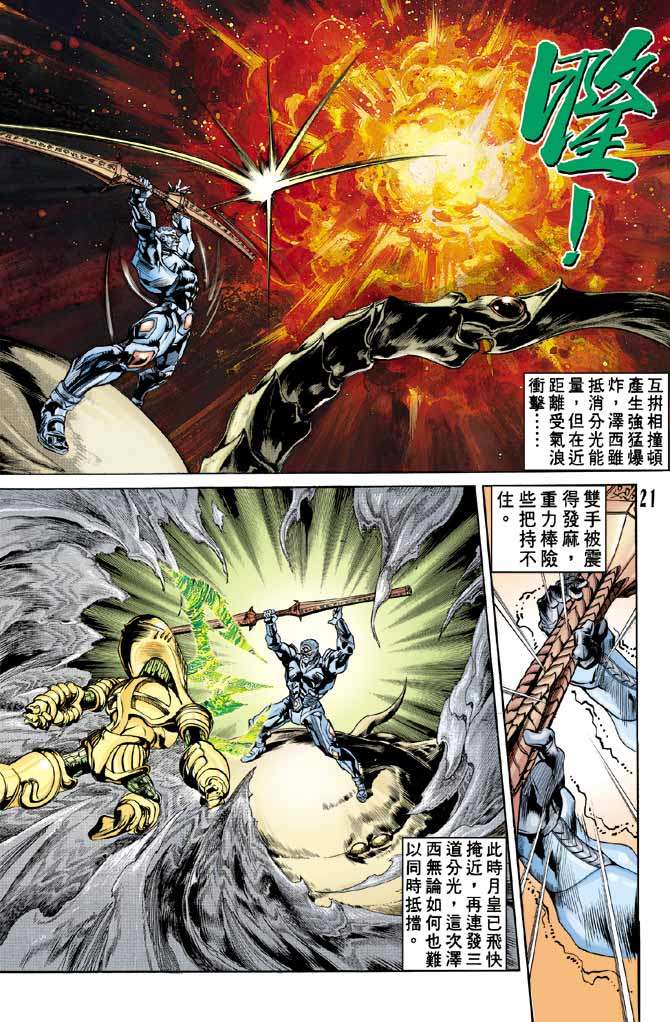 隆！
互拼相撞頓
產生強猛爆
炸，澤西雖
抵消分光能
量，但在近
距離受氣浪
衝擊……
21
雙手被震
得發麻，
重力棒險
些把持不
住。
此時月皇已飛快
掩近，再連發三
道分光，這次澤
西無論如何也難
以同時抵擋。